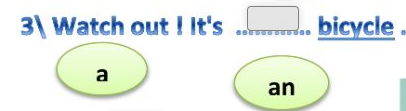 3\ Watch out ! It's ............ bicycle .
a an